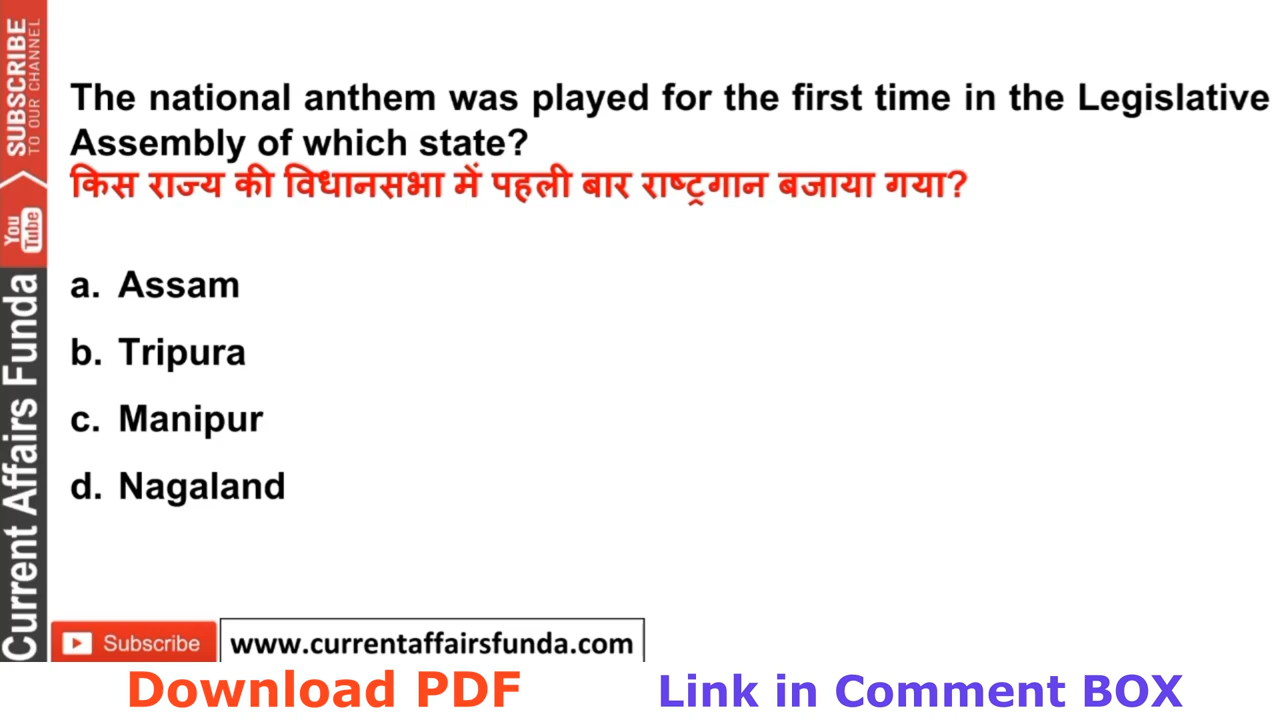 SUBSCRIBE
TO OUR CHANNEL
You
Tube
Current Affairs Funda
The national anthem was played for the first time in the Legislative
Assembly of which state?
किस राज्य की विधानसभा में पहली बार राष्ट्रगान बजाया गया?
a. Assam
b. Tripura
c. Manipur
d. Nagaland
Subscribe
www.currentaffairsfunda.com
Download PDF
Link in Comment BOX